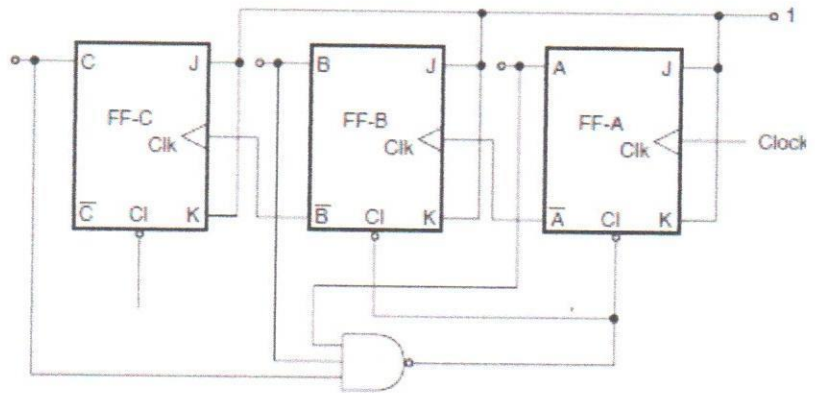 1
C J B J A J
FF-C FF-B FF-A
Clk Clk Clk Clock
C̅ Cl K B̅ Cl K A̅ Cl K